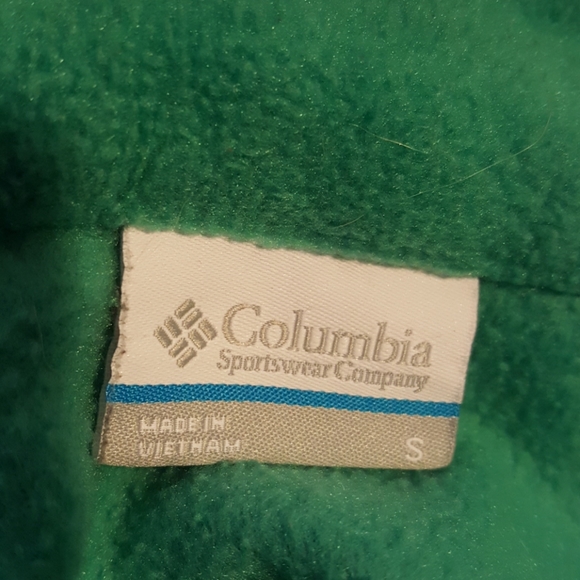 Columbia
Sportswear Company
MADE IN
VIETNAM
S